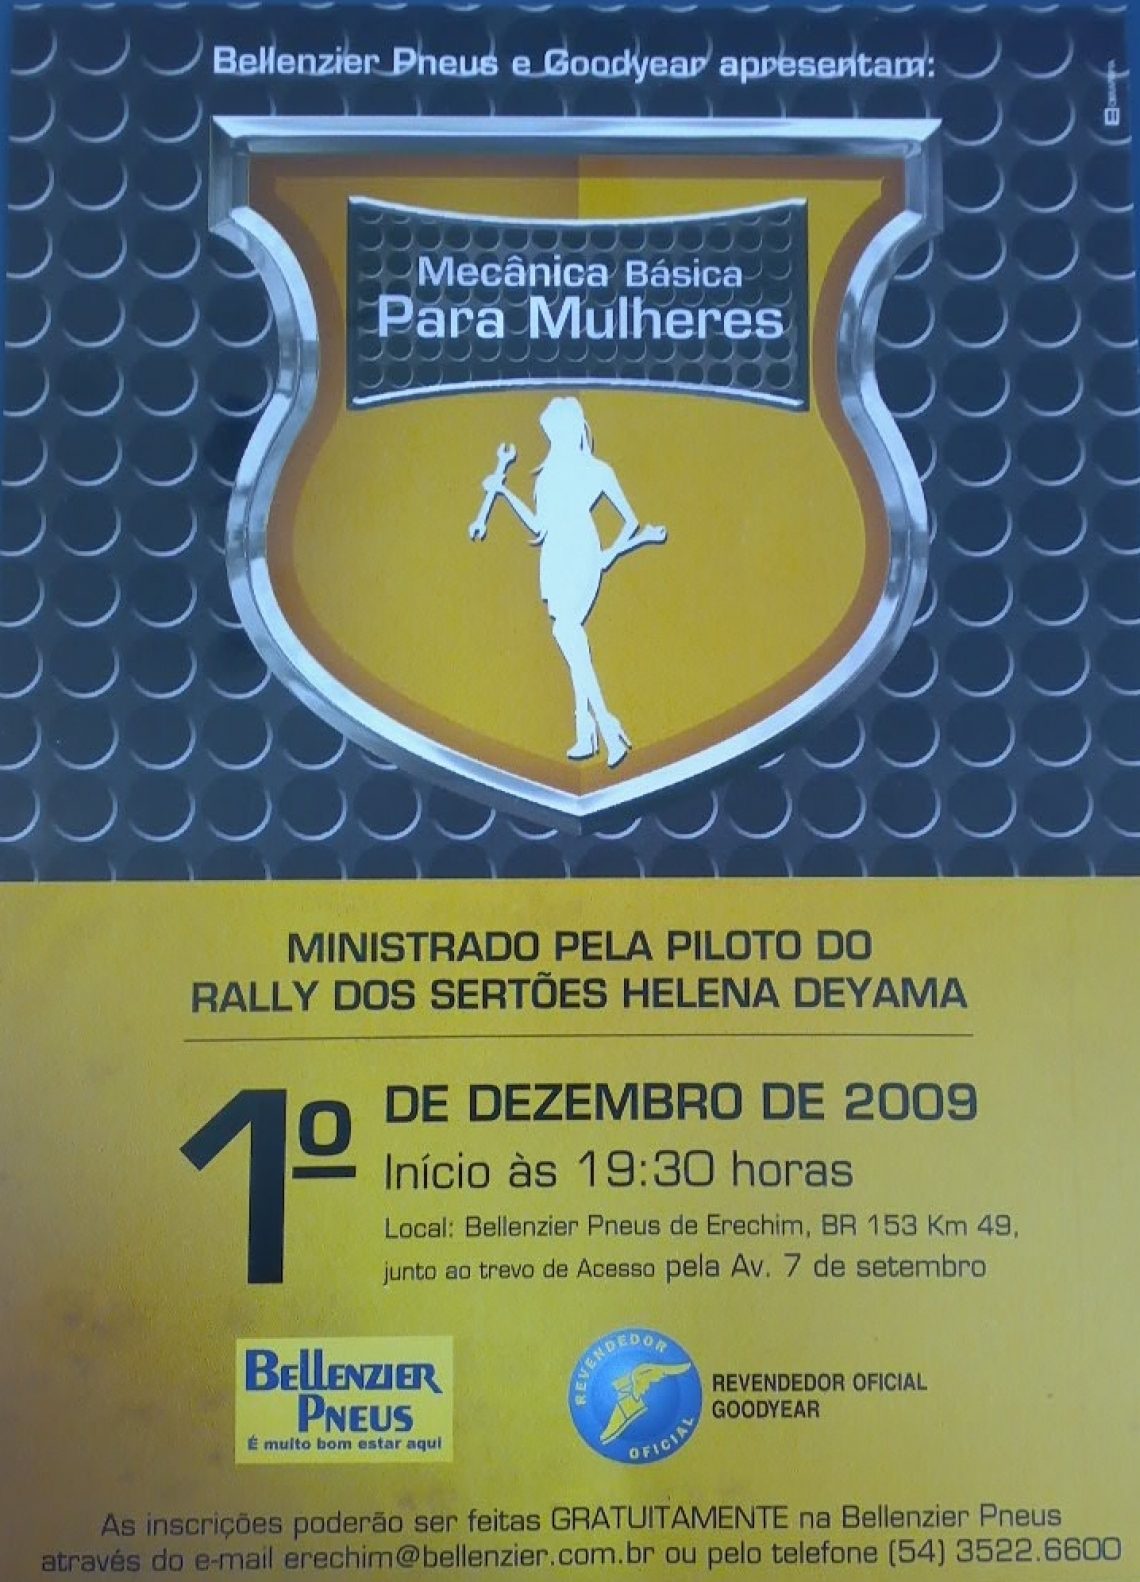 Bellenzier Pneus e Goodyear apresentam:
Mecânica Básica
Para Mulheres
MINISTRADO PELA PILOTO DO
RALLY DOS SERTÕES HELENA DEYAMA
1º
DE DEZEMBRO DE 2009
Início às 19:30 horas
Local: Bellenzier Pneus de Erechim, BR 153 Km 49,
junto ao trevo de Acesso pela Av. 7 de setembro
BELLENZIER
PNEUS
É muito bom estar aqui
REVENDEDOR
OFICIAL
REVENDEDOR OFICIAL
GOODYEAR
As inscrições poderão ser feitas GRATUITAMENTE na Bellenzier Pneus
através do e-mail erechim@bellenzier.com.br ou pelo telefone (54) 3522.6600